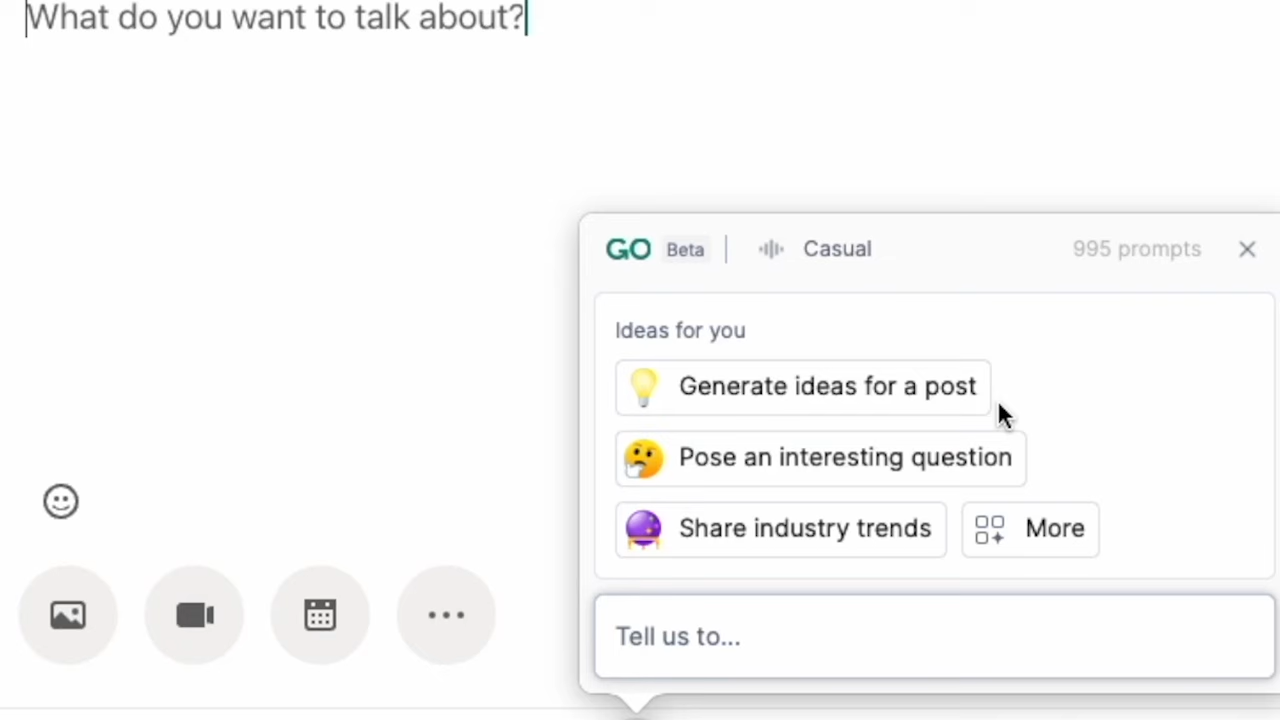 What do you want to talk about?
GO Beta Casual 995 prompts
Ideas for you
Generate ideas for a post
Pose an interesting question
Share industry trends More
Tell us to...